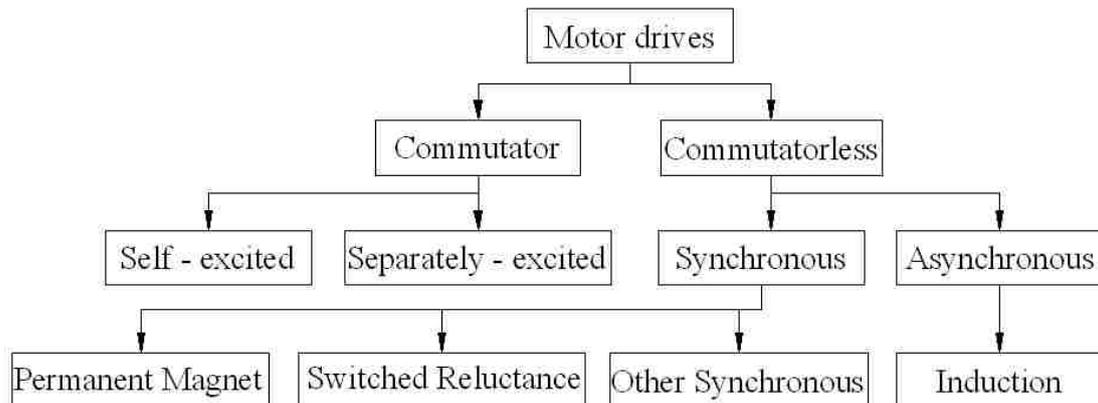 Motor drives
Commutator
Commutatorless
Self - excited
Separately - excited
Synchronous
Asynchronous
Permanent Magnet
Switched Reluctance
Other Synchronous
Induction